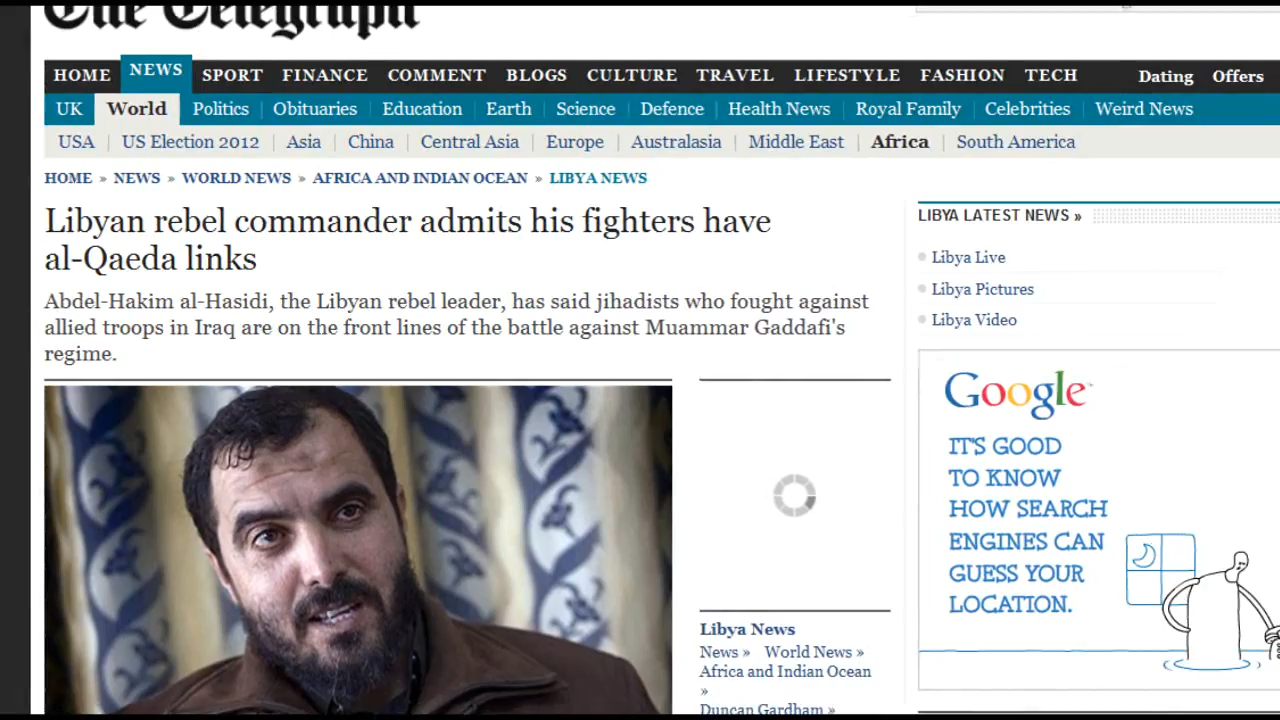 The Telegraph
HOME NEWS SPORT FINANCE COMMENT BLOGS CULTURE TRAVEL LIFESTYLE FASHION TECH Dating Offers
UK World Politics Obituaries Education Earth Science Defence Health News Royal Family Celebrities Weird News
USA US Election 2012 Asia China Central Asia Europe Australasia Middle East Africa South America
HOME » NEWS » WORLD NEWS » AFRICA AND INDIAN OCEAN » LIBYA NEWS
Libyan rebel commander admits his fighters have
al-Qaeda links
Abdel-Hakim al-Hasidi, the Libyan rebel leader, has said jihadists who fought against
allied troops in Iraq are on the front lines of the battle against Muammar Gaddafi's
regime.
Libya News
News » World News »
Africa and Indian Ocean
»
Duncan Gardham »
LIBYA LATEST NEWS »
Libya Live
Libya Pictures
Libya Video
Google
IT'S GOOD
TO KNOW
HOW SEARCH
ENGINES CAN
GUESS YOUR
LOCATION.